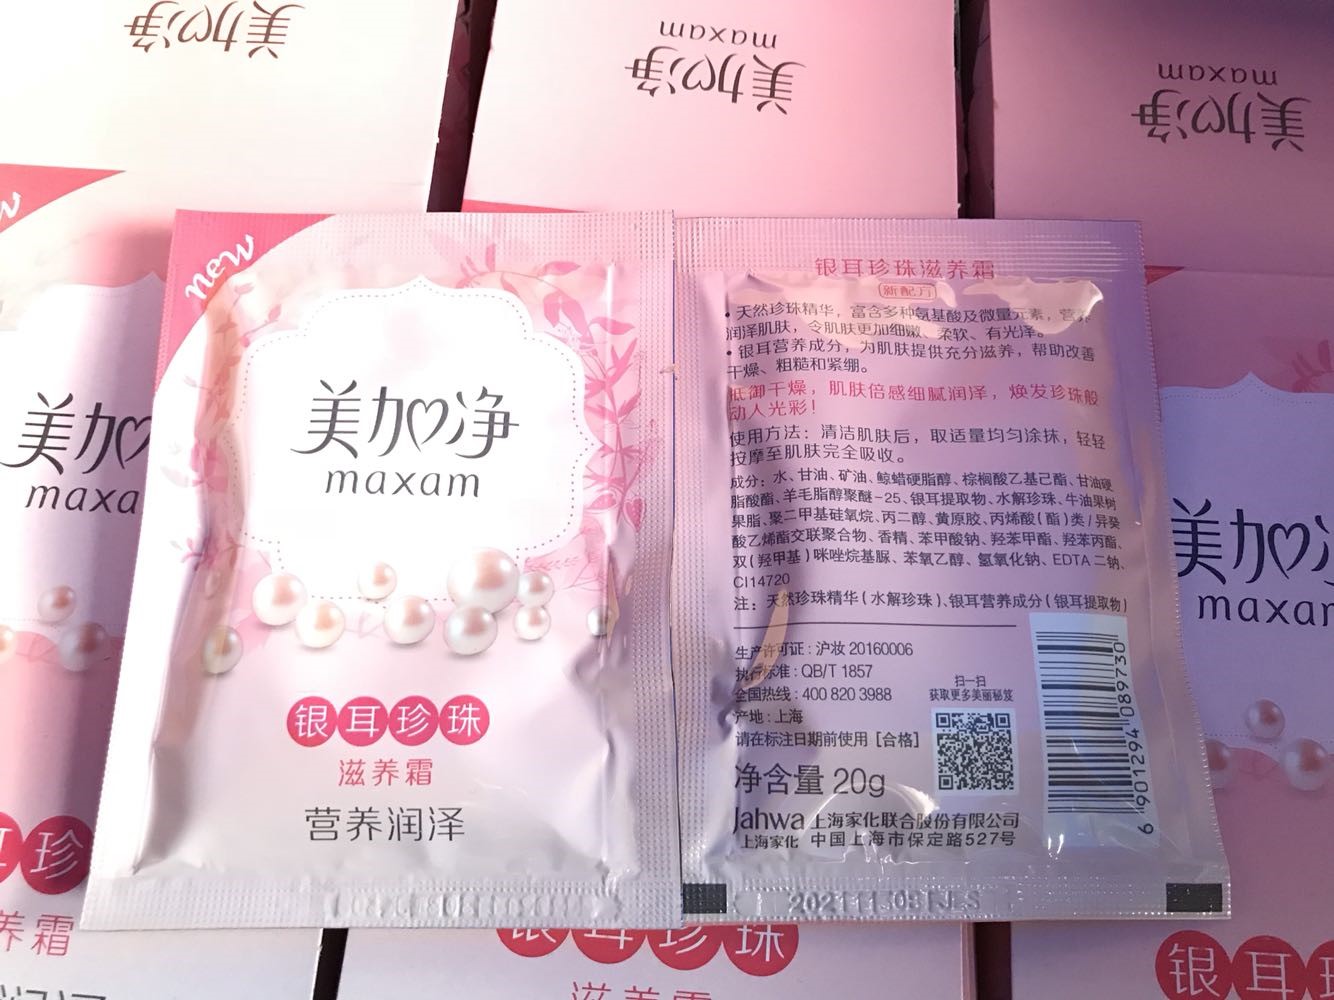 美加净
美加净
maxam
美加净
maxam
new
美加净
maxam
银耳珍珠
滋养霜
营养润泽
银耳珍珠滋养霜
新配方
• 天然珍珠精华，富含多种氨基酸及微量元素，营养
润泽肌肤，令肌肤更加细嫩、柔软、有光泽。
• 银耳营养成分，为肌肤提供充分滋养，帮助改善
干燥、粗糙和紧绷。
抵御干燥，肌肤倍感细腻润泽，焕发珍珠般
动人光彩！
使用方法：清洁肌肤后，取适量均匀涂抹，轻轻
按摩至肌肤完全吸收。
成分：水、甘油、矿油、鲸蜡硬脂醇、棕榈酸乙基己酯、甘油硬
脂酸酯、羊毛脂醇聚醚-25、银耳提取物、水解珍珠、牛油果树
果脂、聚二甲基硅氧烷、丙二醇、黄原胶、丙烯酸（酯）类/异癸
酸乙烯酯交联聚合物、香精、苯甲酸钠、羟苯甲酯、羟苯丙酯、
双（羟甲基）咪唑烷基脲、苯氧乙醇、氢氧化钠、EDTA 二钠、
CI14720
注：天然珍珠精华（水解珍珠）、银耳营养成分（银耳提取物）
生产许可证：沪妆 20160006
执行标准：QB/T 1857
全国热线：400 820 3988
产地：上海
请在标注日期前使用［合格］
净含量 20g
扫一扫
获取更多美丽秘笈
6 901294 089730
Jahwa 上海家化联合股份有限公司
上海家化 中国上海市保定路527号
美加
maxa
珍
养霜
美加
maxam
银耳珍珠
滋养霜
银耳